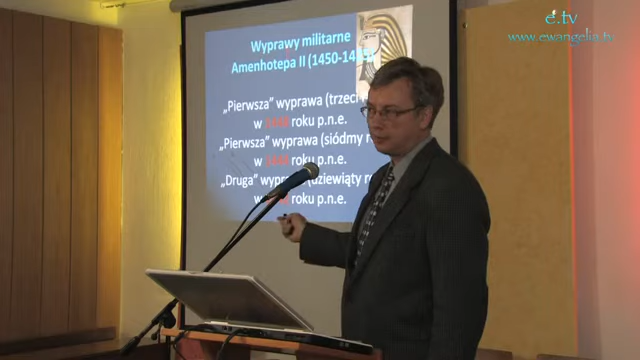 e.tv
www.ewangelia.tv
Wyprawy militarne
Amenhotepa II (1450-14
„Pierwsza” wyprawa (trzeci
w roku p.n.e.
„Pierwsza” wyprawa (siódmy r
w roku p.n.e.
„Druga” wypr (dziewiąty ro
w roku p.n.e.